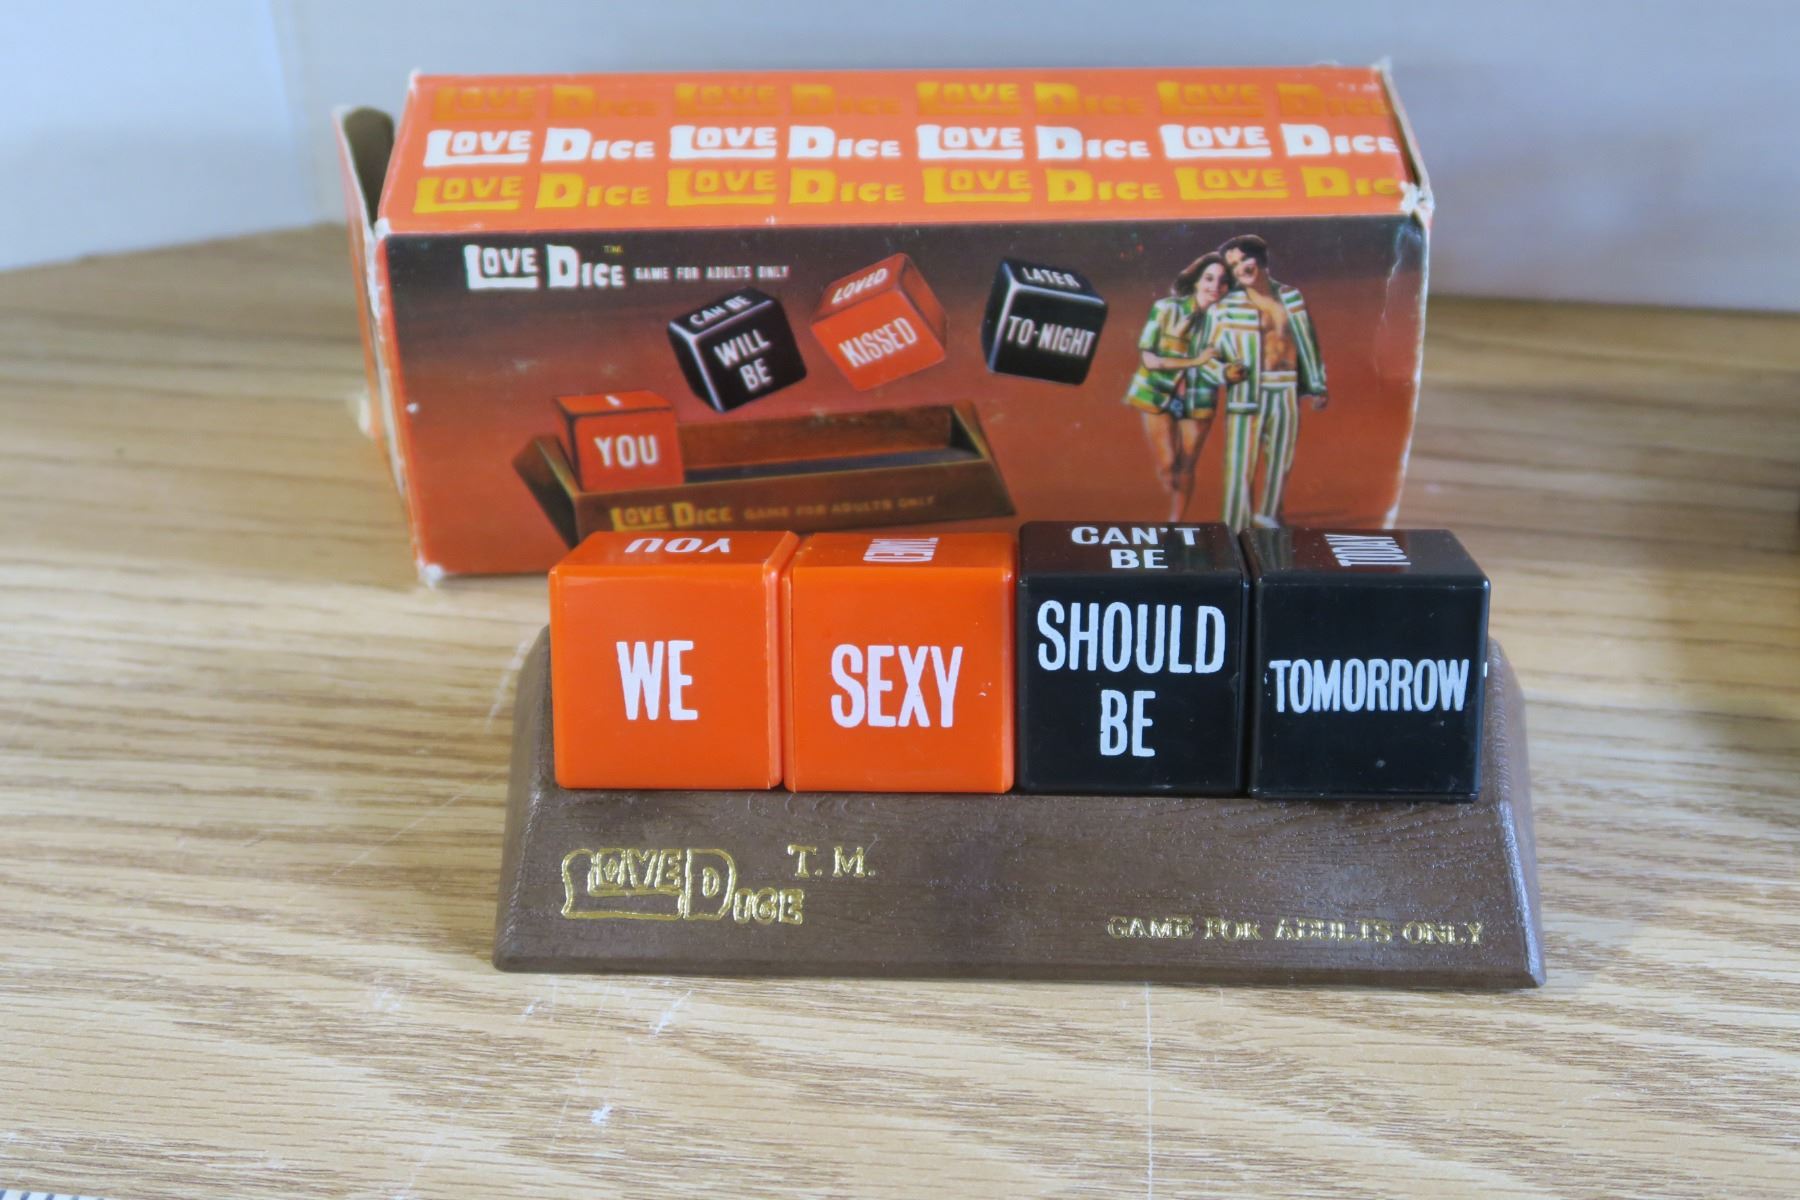 LOVE DICE LOVE DICE LOVE DICE LOVE DICE
LOVE DICE LOVE DICE LOVE DICE LOVE DICE
LOVE DICE LOVE DICE LOVE DICE LOVE DIC
LOVE DICE ™ GAME FOR ADULTS ONLY
CAN BE
WILL
BE
LOVED
KISSED
LATER
TO-NIGHT
I
YOU
LOVE DICE GAME FOR ADULTS ONLY
YOU
WE
SEXY
CAN'T
BE
SHOULD
BE
TODAY
TOMORROW
LOVE DICE T.M.
GAME FOR ADULTS ONLY